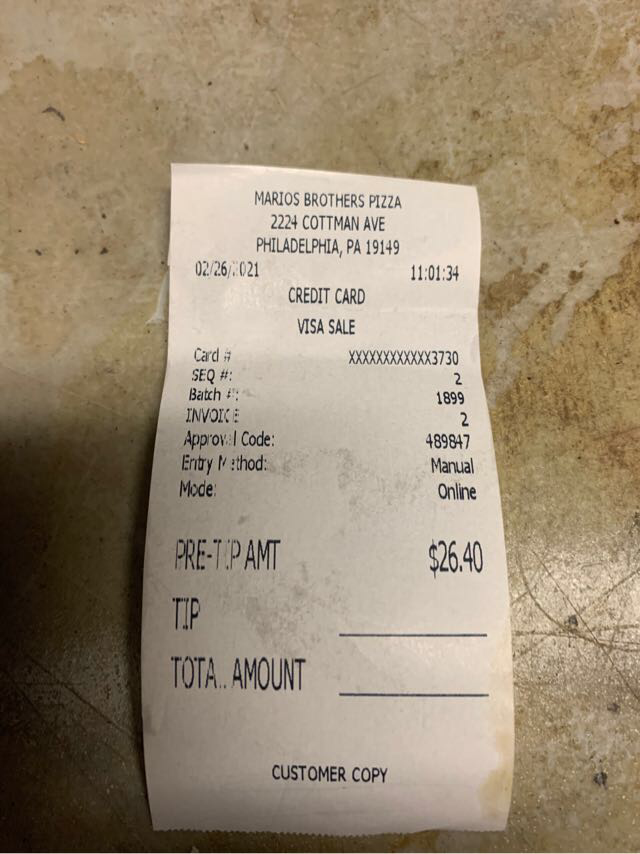 MARIOS BROTHERS PIZZA
2224 COTTMAN AVE
PHILADELPHIA, PA 19149
02/26/2021 11:01:34
CREDIT CARD
VISA SALE
Card # XXXXXXXXXXXX3730
SEQ #: 2
Batch #: 1899
INVOICE 2
Approval Code: 489847
Entry Method: Manual
Mode: Online
PRE-TIP AMT $26.40
TIP
TOTAL AMOUNT
CUSTOMER COPY